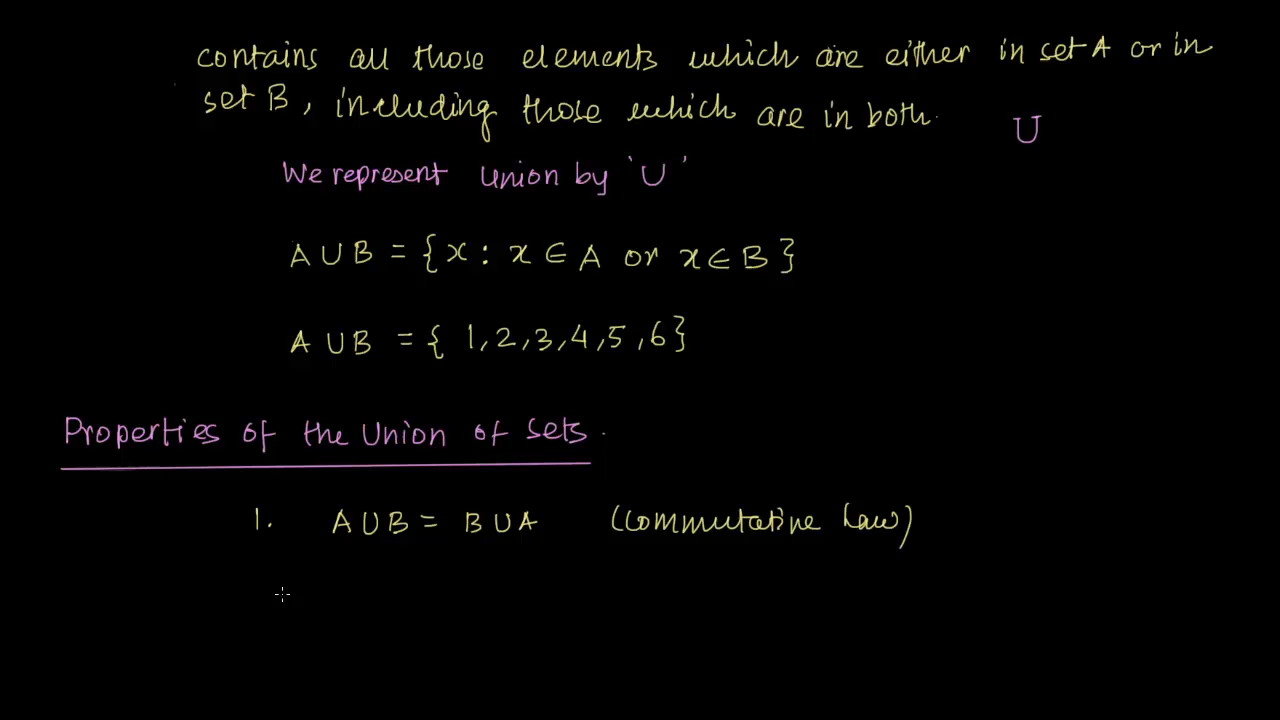 contains all those elements which are either in set A or in
set B, including those which are in both.
U
We represent union by 'U'
A ∪ B = {x : x ∈ A or x ∈ B}
A ∪ B = { 1, 2, 3, 4, 5, 6}
Properties of the Union of Sets.
1. A ∪ B = B ∪ A (Commutative Law)